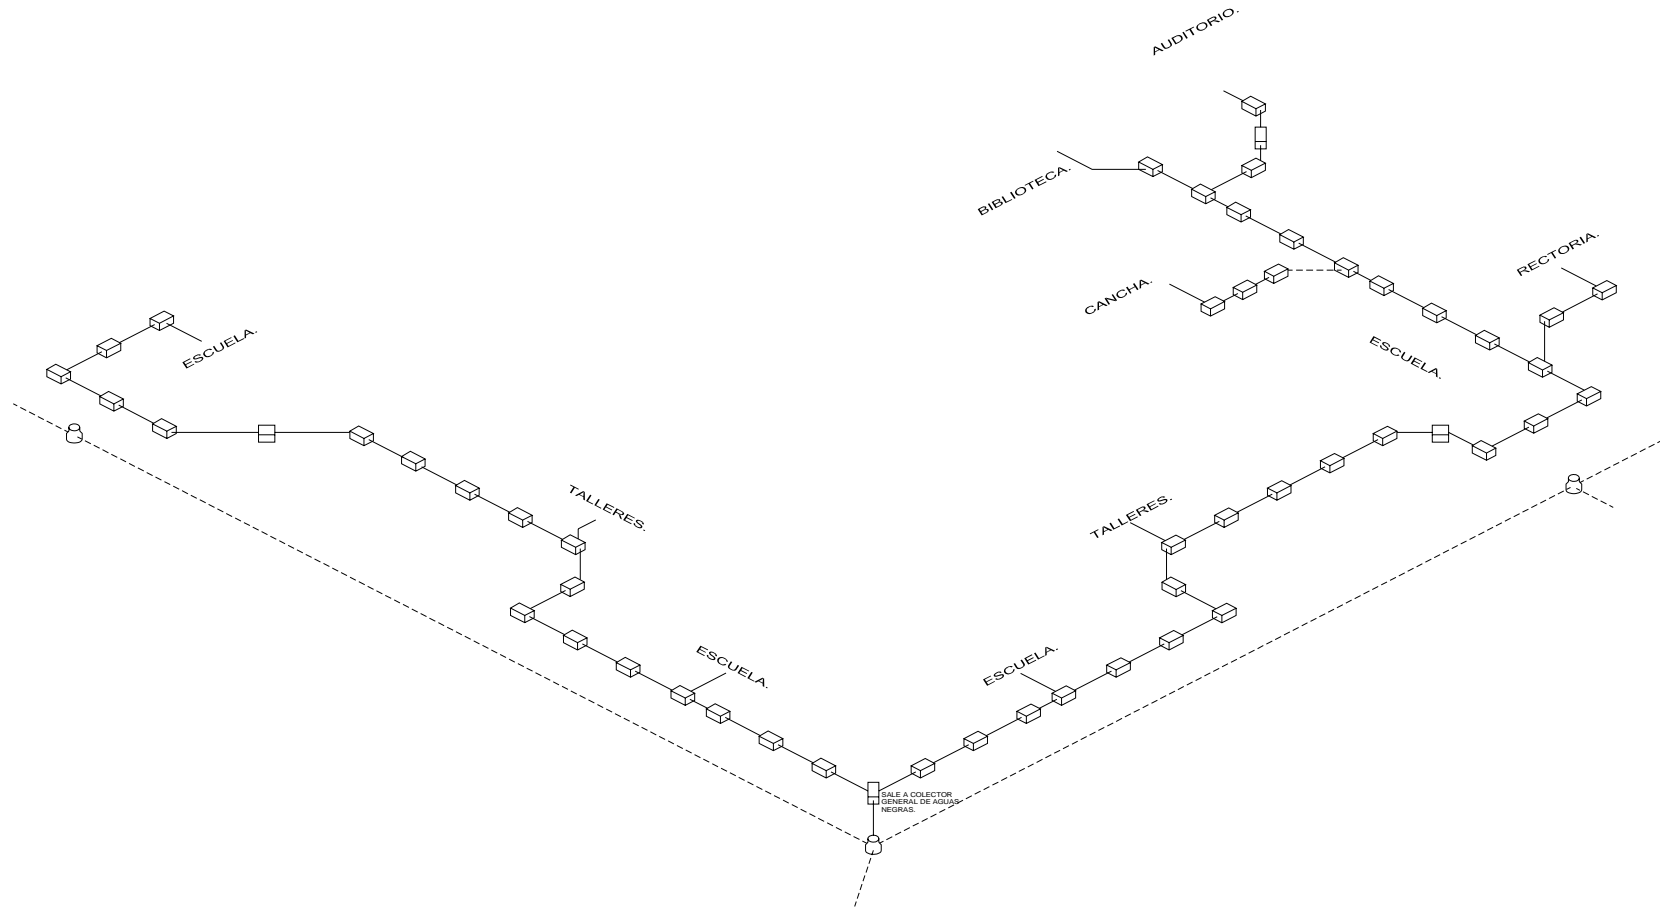 AUDITORIO.
BIBLIOTECA.
RECTORIA.
CANCHA.
ESCUELA.
ESCUELA.
TALLERES.
TALLERES.
ESCUELA.
ESCUELA.
SALE A COLECTOR
GENERAL DE AGUAS
NEGRAS.